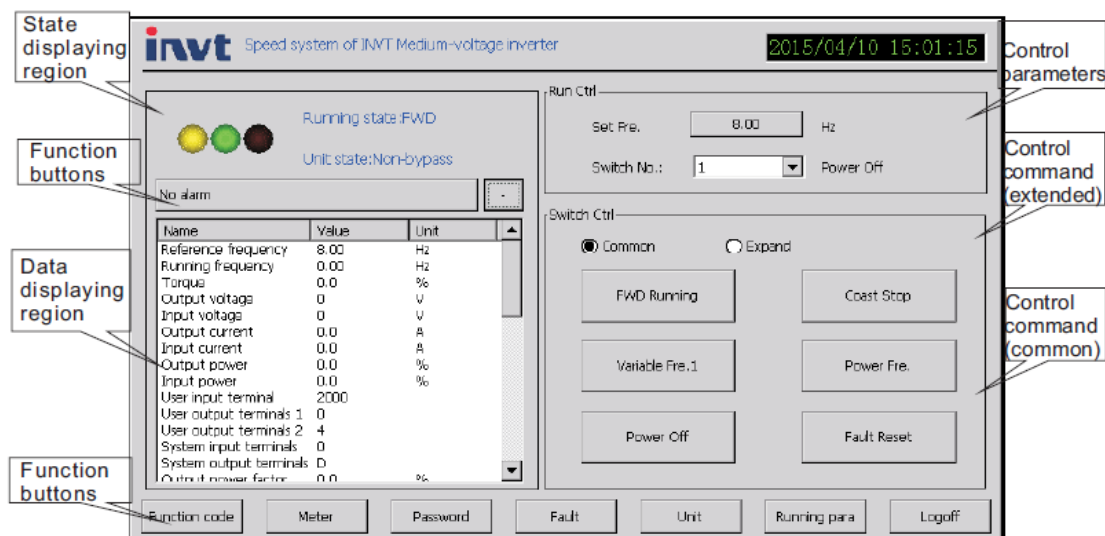 State
displaying
region
Function
buttons
Data
displaying
region
Function
buttons
invt Speed system of INVT Medium-voltage inverter
2015/04/10 15:01:15
Running state:FWD
Unit state:Non-bypass
No alarm
.
Name Value Unit
Reference frequency 8.00 Hz
Running frequency 0.00 Hz
Torque 0.0 %
Output voltage 0 V
Input voltage 0 V
Output current 0.0 A
Input current 0.0 A
Output power 0.0 %
Input power 0.0 %
User input terminal 2000
User output terminals 1 0
User output terminals 2 4
System input terminals 0
System output terminals D
Output power factor 0.0 %
Run Ctrl
Set Fre. 8.00 Hz
Switch No.: 1 Power Off
Switch Ctrl
Common Expand
FWD Running Coast Stop
Variable Fre.1 Power Fre.
Power Off Fault Reset
Function code Meter Password Fault Unit Running para Logoff
Control
parameters
Control
command
(extended)
Control
command
(common)